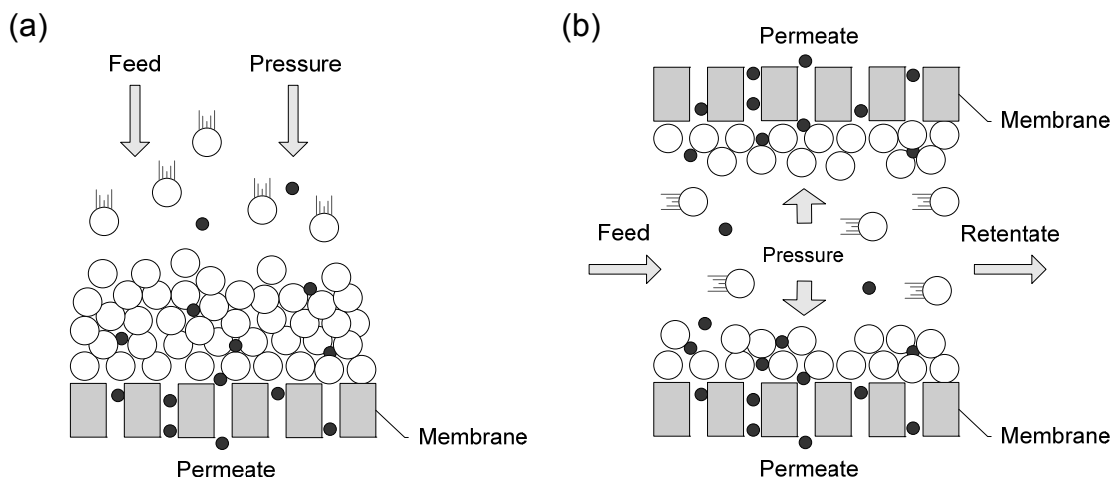 (a)
Feed
Pressure
Membrane
Permeate
(b)
Permeate
Membrane
Feed
Pressure
Retentate
Membrane
Permeate